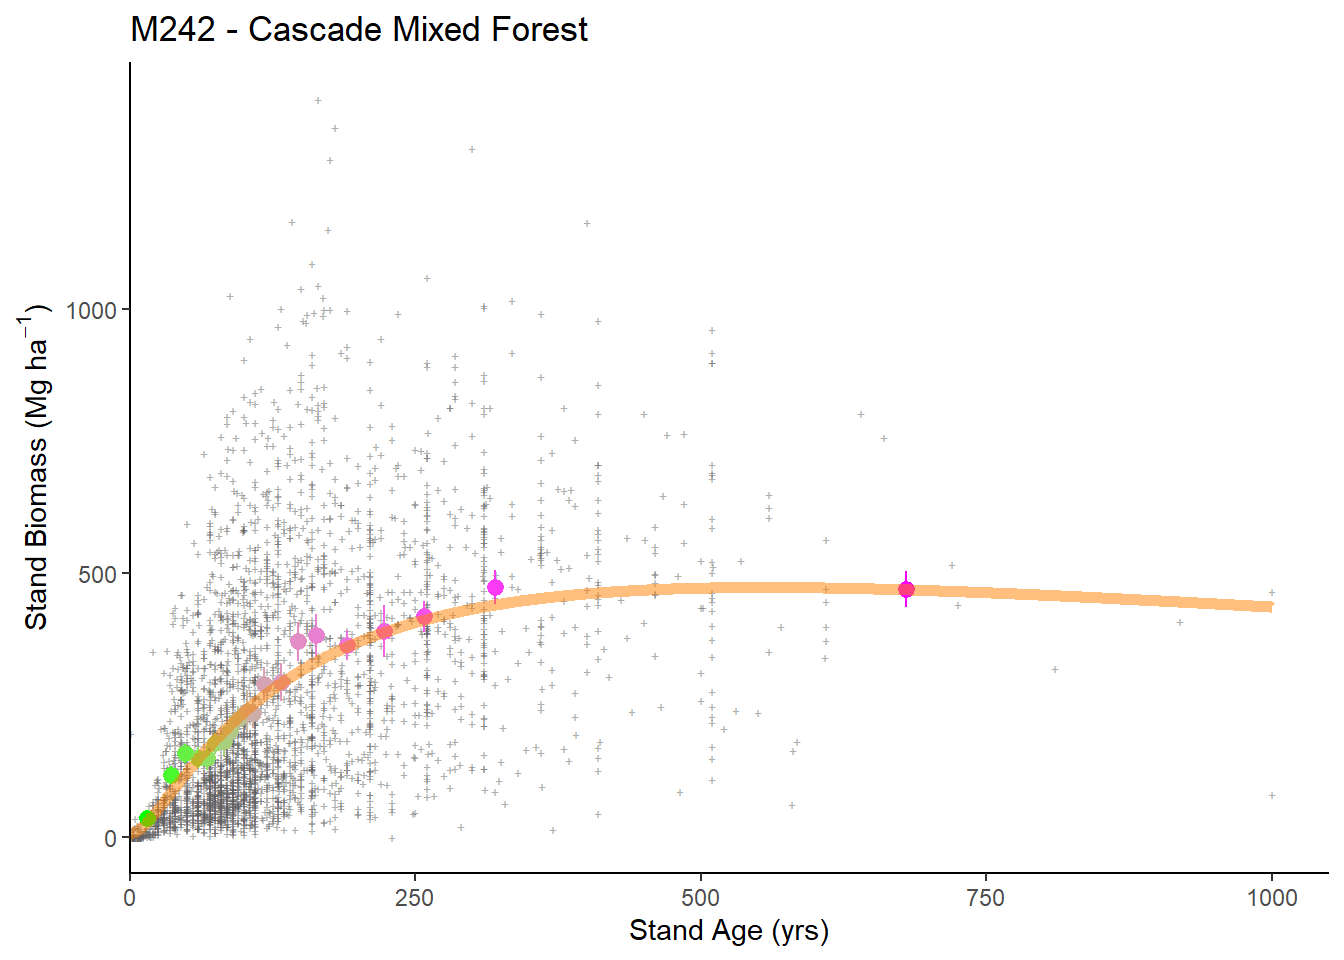 M242 - Cascade Mixed Forest
Stand Biomass (Mg ha⁻¹)
1000
500
0
0 250 500 750 1000
Stand Age (yrs)